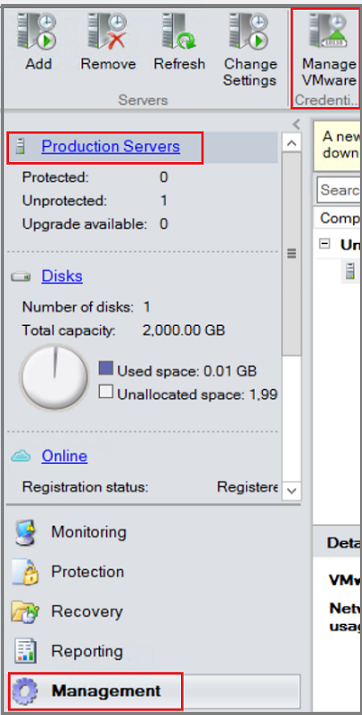 Add
Remove
Refresh
Change
Settings
Manage
VMware
Servers
Credenti...
Production Servers
Protected: 0
Unprotected: 1
Upgrade available: 0
Disks
Number of disks: 1
Total capacity: 2,000.00 GB
Used space: 0.01 GB
Unallocated space: 1,99
Online
Registration status: Registere
Monitoring
Protection
Recovery
Reporting
Management
A new
down
Searc
Comp
Un
Deta
VMw
Netw
usag